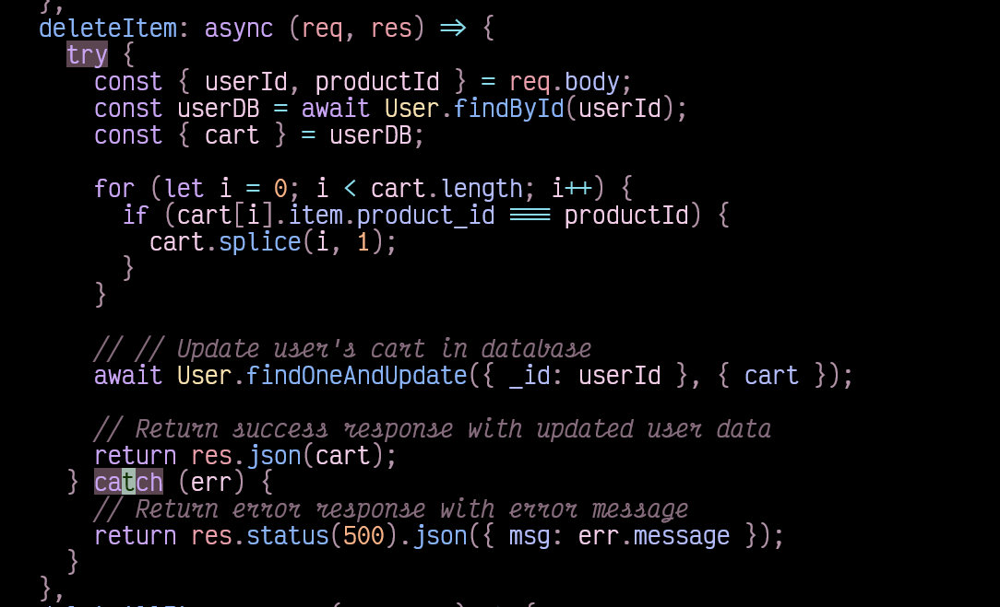 },
deleteItem: async (req, res) => {
try {
const { userId, productId } = req.body;
const userDB = await User.findById(userId);
const { cart } = userDB;
for (let i = 0; i < cart.length; i++) {
if (cart[i].item.product_id === productId) {
cart.splice(i, 1);
}
}
// // Update user's cart in database
await User.findOneAndUpdate({ _id: userId }, { cart });
// Return success response with updated user data
return res.json(cart);
} catch (err) {
// Return error response with error message
return res.status(500).json({ msg: err.message });
}
},